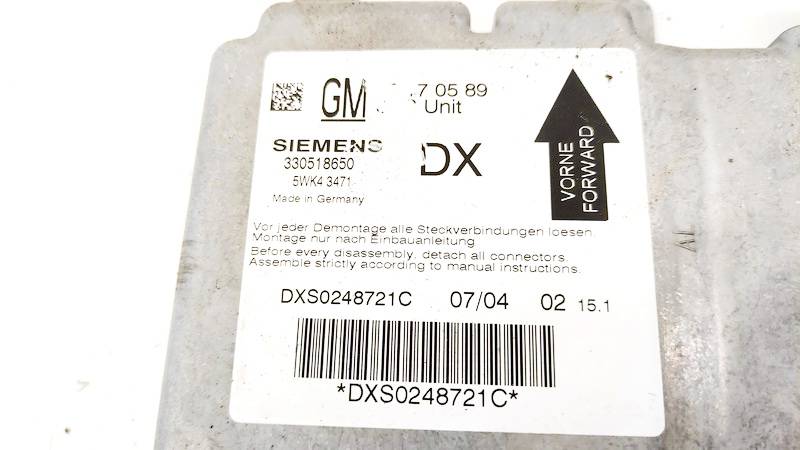 GM 7 05 89
Unit
SIEMENS DX
330518650
5WK4 3471
Made in Germany
VORNE
FORWARD
Vor jeder Demontage alle Steckverbindungen loesen.
Montage nur nach Einbauanleitung
Before every disassembly, detach all connectors.
Assemble strictly according to manual instructions.
DXS0248721C 07/04 02 15.1
*DXS0248721C*